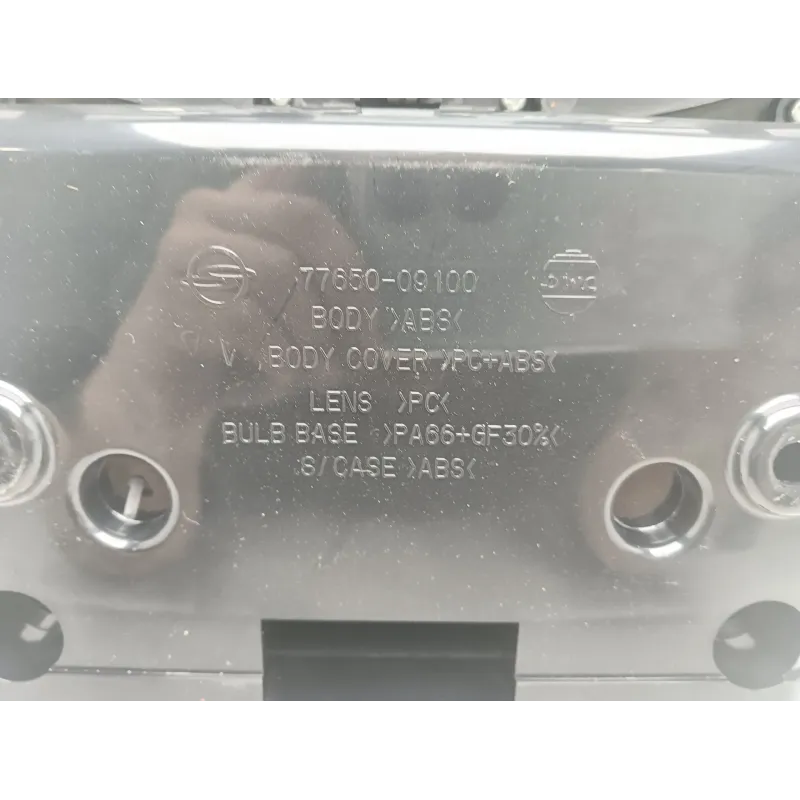 77650-09100
BODY >ABS<
V BODY COVER >PC+ABS<
LENS >PC<
BULB BASE >PA66+GF30%<
S/CASE >ABS<